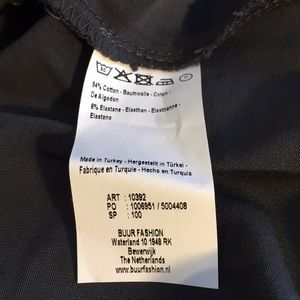 94% Cotton - Baumwolle - Coton -
De Algodon
6% Elastane - Elasthan - Elasthanne -
Elastano
Made in Turkey - Hergestellt in Türkei -
Fabrique en Turquie - Hecho en Turquia
ART : 10392
PO : 1006951 / 5004408
SP : 100
BUUR FASHION
Waterland 10 1948 RK
Beverwijk
The Netherlands
www.buurfashion.nl